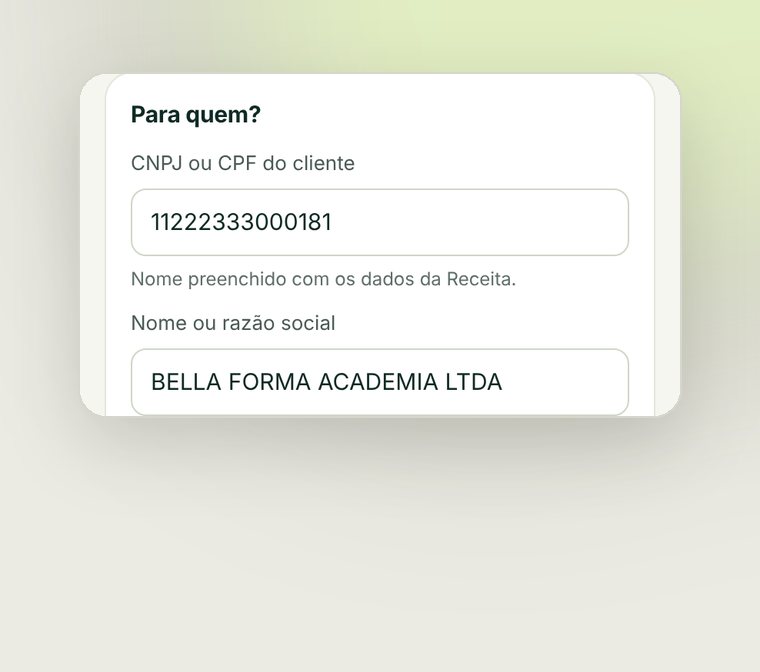 Para quem?
CNPJ ou CPF do cliente
11222333000181
Nome preenchido com os dados da Receita.
Nome ou razão social
BELLA FORMA ACADEMIA LTDA